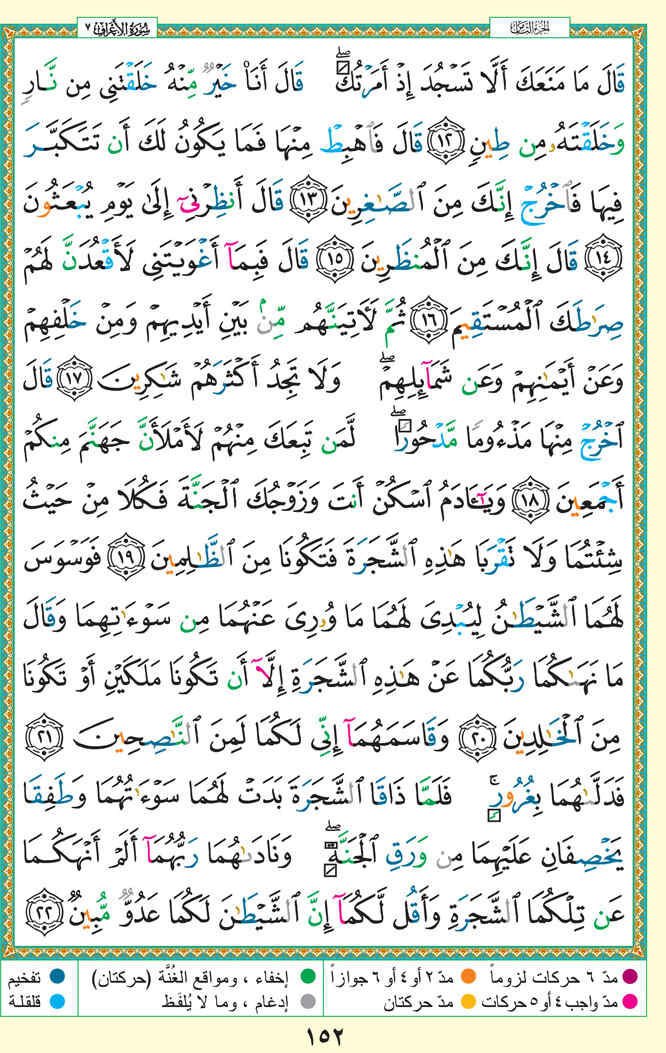 سُورَةُ الأَعْرَافِ ٧
الجزء الثامن
قَالَ مَا مَنَعَكَ أَلَّا تَسْجُدَ إِذْ أَمَرْتُكَ ۖ قَالَ أَنَا۠ خَيْرٌ مِّنْهُ خَلَقْتَنِى مِن نَّارٍ
وَخَلَقْتَهُۥ مِن طِينٍ ﴿١٢﴾ قَالَ فَٱهْبِطْ مِنْهَا فَمَا يَكُونُ لَكَ أَن تَتَكَبَّرَ
فِيهَا فَٱخْرُجْ إِنَّكَ مِنَ ٱلصَّٰغِرِينَ ﴿١٣﴾ قَالَ أَنظِرْنِىٓ إِلَىٰ يَوْمِ يُبْعَثُونَ
﴿١٤﴾ قَالَ إِنَّكَ مِنَ ٱلْمُنظَرِينَ ﴿١٥﴾ قَالَ فَبِمَآ أَغْوَيْتَنِى لَأَقْعُدَنَّ لَهُمْ
صِرَٰطَكَ ٱلْمُسْتَقِيمَ ﴿١٦﴾ ثُمَّ لَءَاتِيَنَّهُم مِّنۢ بَيْنِ أَيْدِيهِمْ وَمِنْ خَلْفِهِمْ
وَعَنْ أَيْمَٰنِهِمْ وَعَن شَمَآئِلِهِمْ ۖ وَلَا تَجِدُ أَكْثَرَهُمْ شَٰكِرِينَ ﴿١٧﴾ قَالَ
ٱخْرُجْ مِنْهَا مَذْءُومًا مَّدْحُورًا ۖ لَّمَن تَبِعَكَ مِنْهُمْ لَأَمْلَأَنَّ جَهَنَّمَ مِنكُمْ
أَجْمَعِينَ ﴿١٨﴾ وَيَٰٓـَٔادَمُ ٱسْكُنْ أَنتَ وَزَوْجُكَ ٱلْجَنَّةَ فَكُلَا مِنْ حَيْثُ
شِئْتُمَا وَلَا تَقْرَبَا هَٰذِهِ ٱلشَّجَرَةَ فَتَكُونَا مِنَ ٱلظَّٰلِمِينَ ﴿١٩﴾ فَوَسْوَسَ
لَهُمَا ٱلشَّيْطَٰنُ لِيُبْدِىَ لَهُمَا مَا وُۥرِىَ عَنْهُمَا مِن سَوْءَٰتِهِمَا وَقَالَ
مَا نَهَىٰكُمَا رَبُّكُمَا عَنْ هَٰذِهِ ٱلشَّجَرَةِ إِلَّآ أَن تَكُونَا مَلَكَيْنِ أَوْ تَكُونَا
مِنَ ٱلْخَٰلِدِينَ ﴿٢٠﴾ وَقَاسَمَهُمَآ إِنِّى لَكُمَا لَمِنَ ٱلنَّٰصِحِينَ ﴿٢١﴾
فَدَلَّىٰهُمَا بِغُرُورٍ ۚ فَلَمَّا ذَاقَا ٱلشَّجَرَةَ بَدَتْ لَهُمَا سَوْءَٰتُهُمَا وَطَفِقَا
يَخْصِفَانِ عَلَيْهِمَا مِن وَرَقِ ٱلْجَنَّةِ ۖ وَنَادَىٰهُمَا رَبُّهُمَآ أَلَمْ أَنْهَكُمَا
عَن تِلْكُمَا ٱلشَّجَرَةِ وَأَقُل لَّكُمَآ إِنَّ ٱلشَّيْطَٰنَ لَكُمَا عَدُوٌّ مُّبِينٌ ﴿٢٢﴾
مدّ ٦ حركات لزوماً مدّ ٢ أو ٤ أو ٦ جوازاً إخفاء ، ومواقع الغُنَّة (حركتان) تفخيم
مدّ واجب ٤ أو ٥ حركات مدّ حركتان إدغام ، وما لا يُلفَظ قلقلة
١٥٢